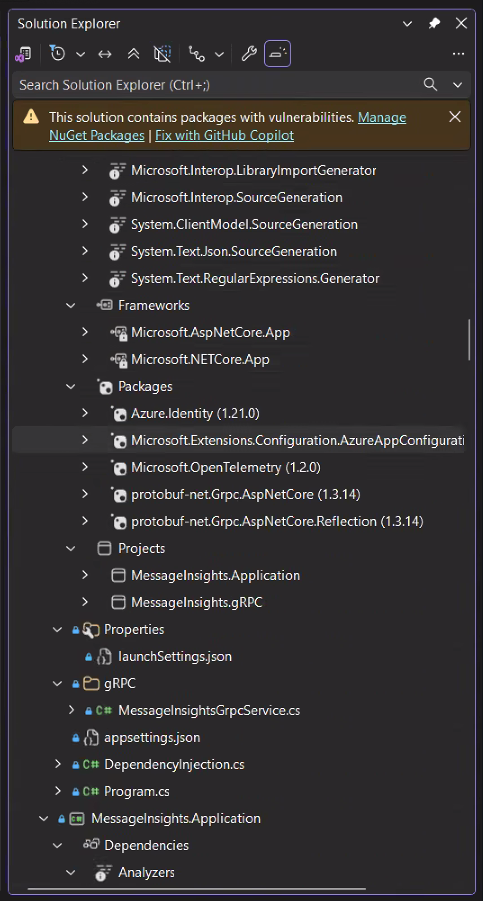 Solution Explorer
Search Solution Explorer (Ctrl+;)
This solution contains packages with vulnerabilities. Manage
NuGet Packages | Fix with GitHub Copilot
Microsoft.Interop.LibraryImportGenerator
Microsoft.Interop.SourceGeneration
System.ClientModel.SourceGeneration
System.Text.Json.SourceGeneration
System.Text.RegularExpressions.Generator
Frameworks
Microsoft.AspNetCore.App
Microsoft.NETCore.App
Packages
Azure.Identity (1.21.0)
Microsoft.Extensions.Configuration.AzureAppConfigurati
Microsoft.OpenTelemetry (1.2.0)
protobuf-net.Grpc.AspNetCore (1.3.14)
protobuf-net.Grpc.AspNetCore.Reflection (1.3.14)
Projects
MessageInsights.Application
MessageInsights.gRPC
Properties
launchSettings.json
gRPC
C# MessageInsightsGrpcService.cs
appsettings.json
C# DependencyInjection.cs
C# Program.cs
C# MessageInsights.Application
Dependencies
Analyzers